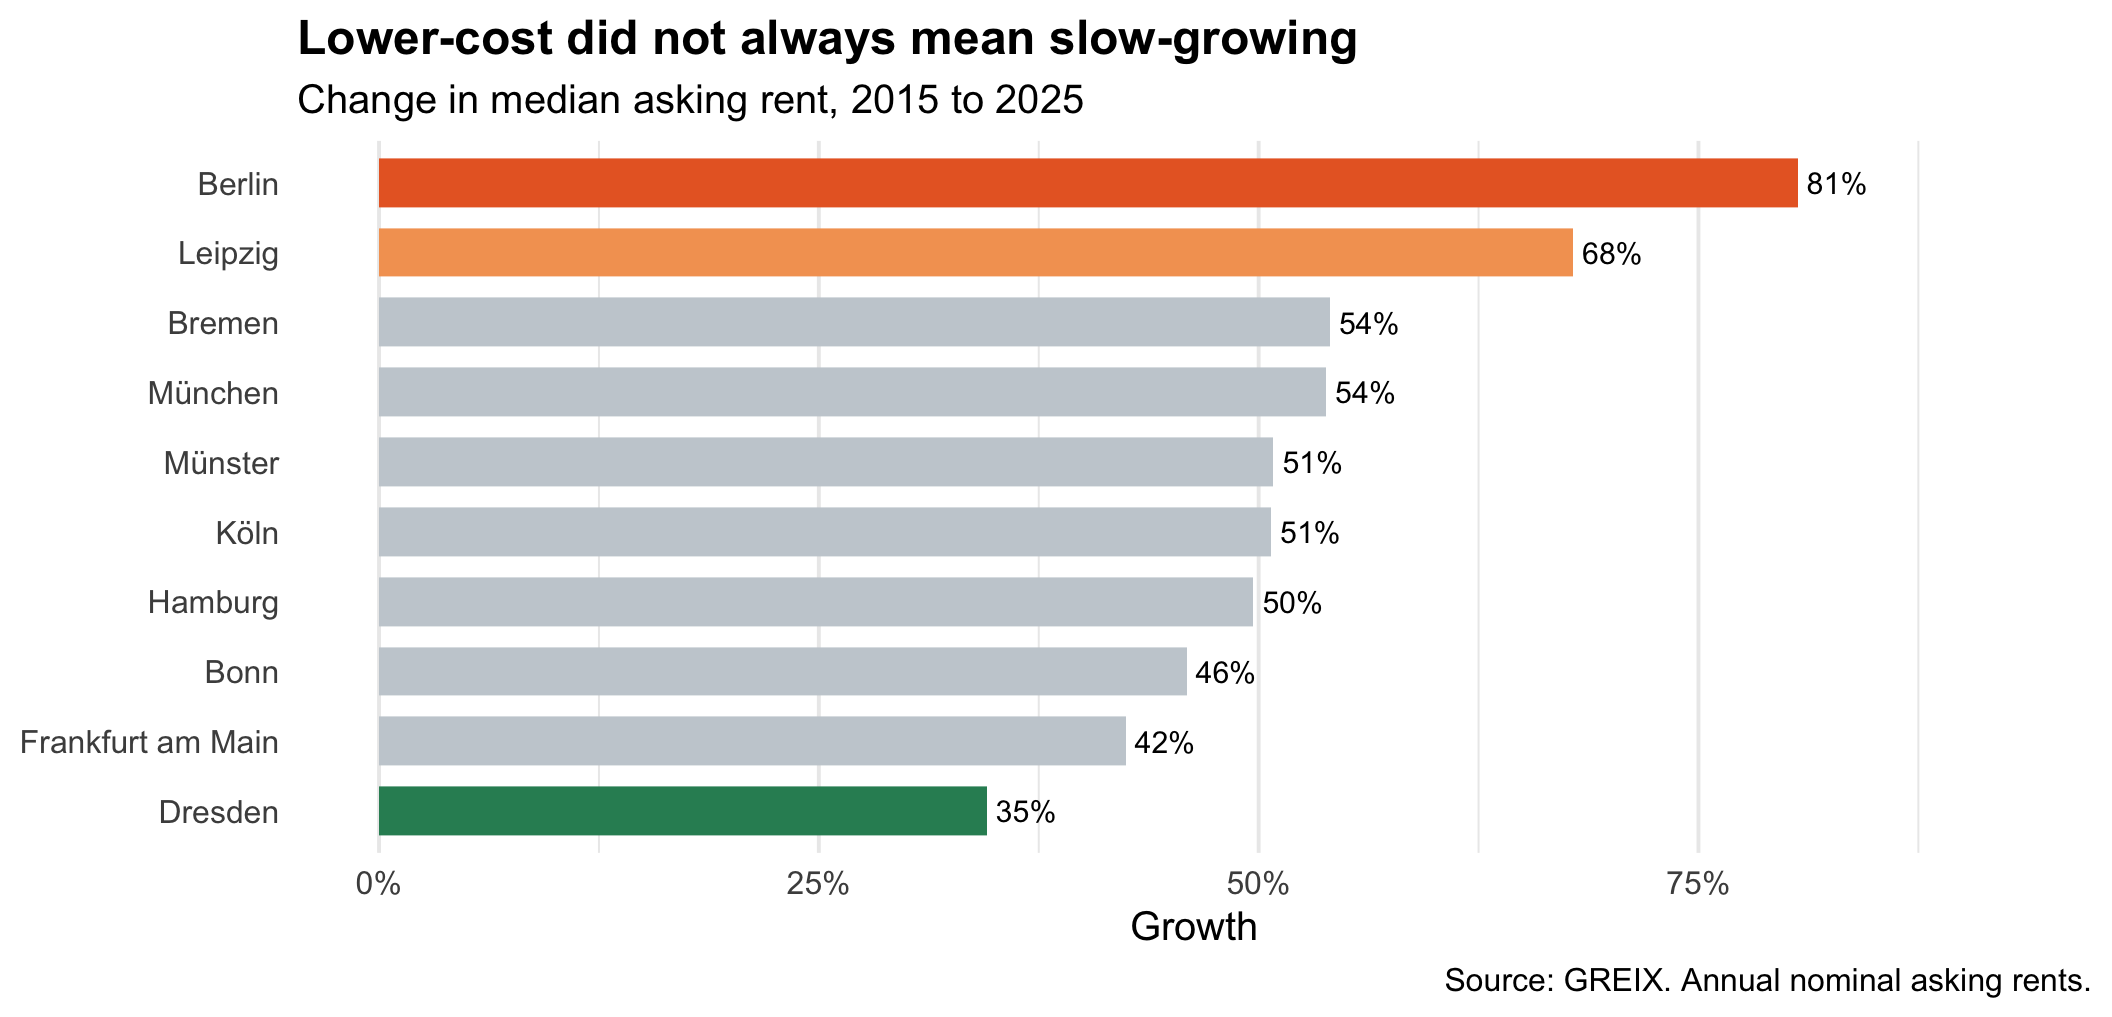 Lower-cost did not always mean slow-growing
Change in median asking rent, 2015 to 2025
Berlin 81%
Leipzig 68%
Bremen 54%
München 54%
Münster 51%
Köln 51%
Hamburg 50%
Bonn 46%
Frankfurt am Main 42%
Dresden 35%
0% 25% 50% 75%
Growth
Source: GREIX. Annual nominal asking rents.